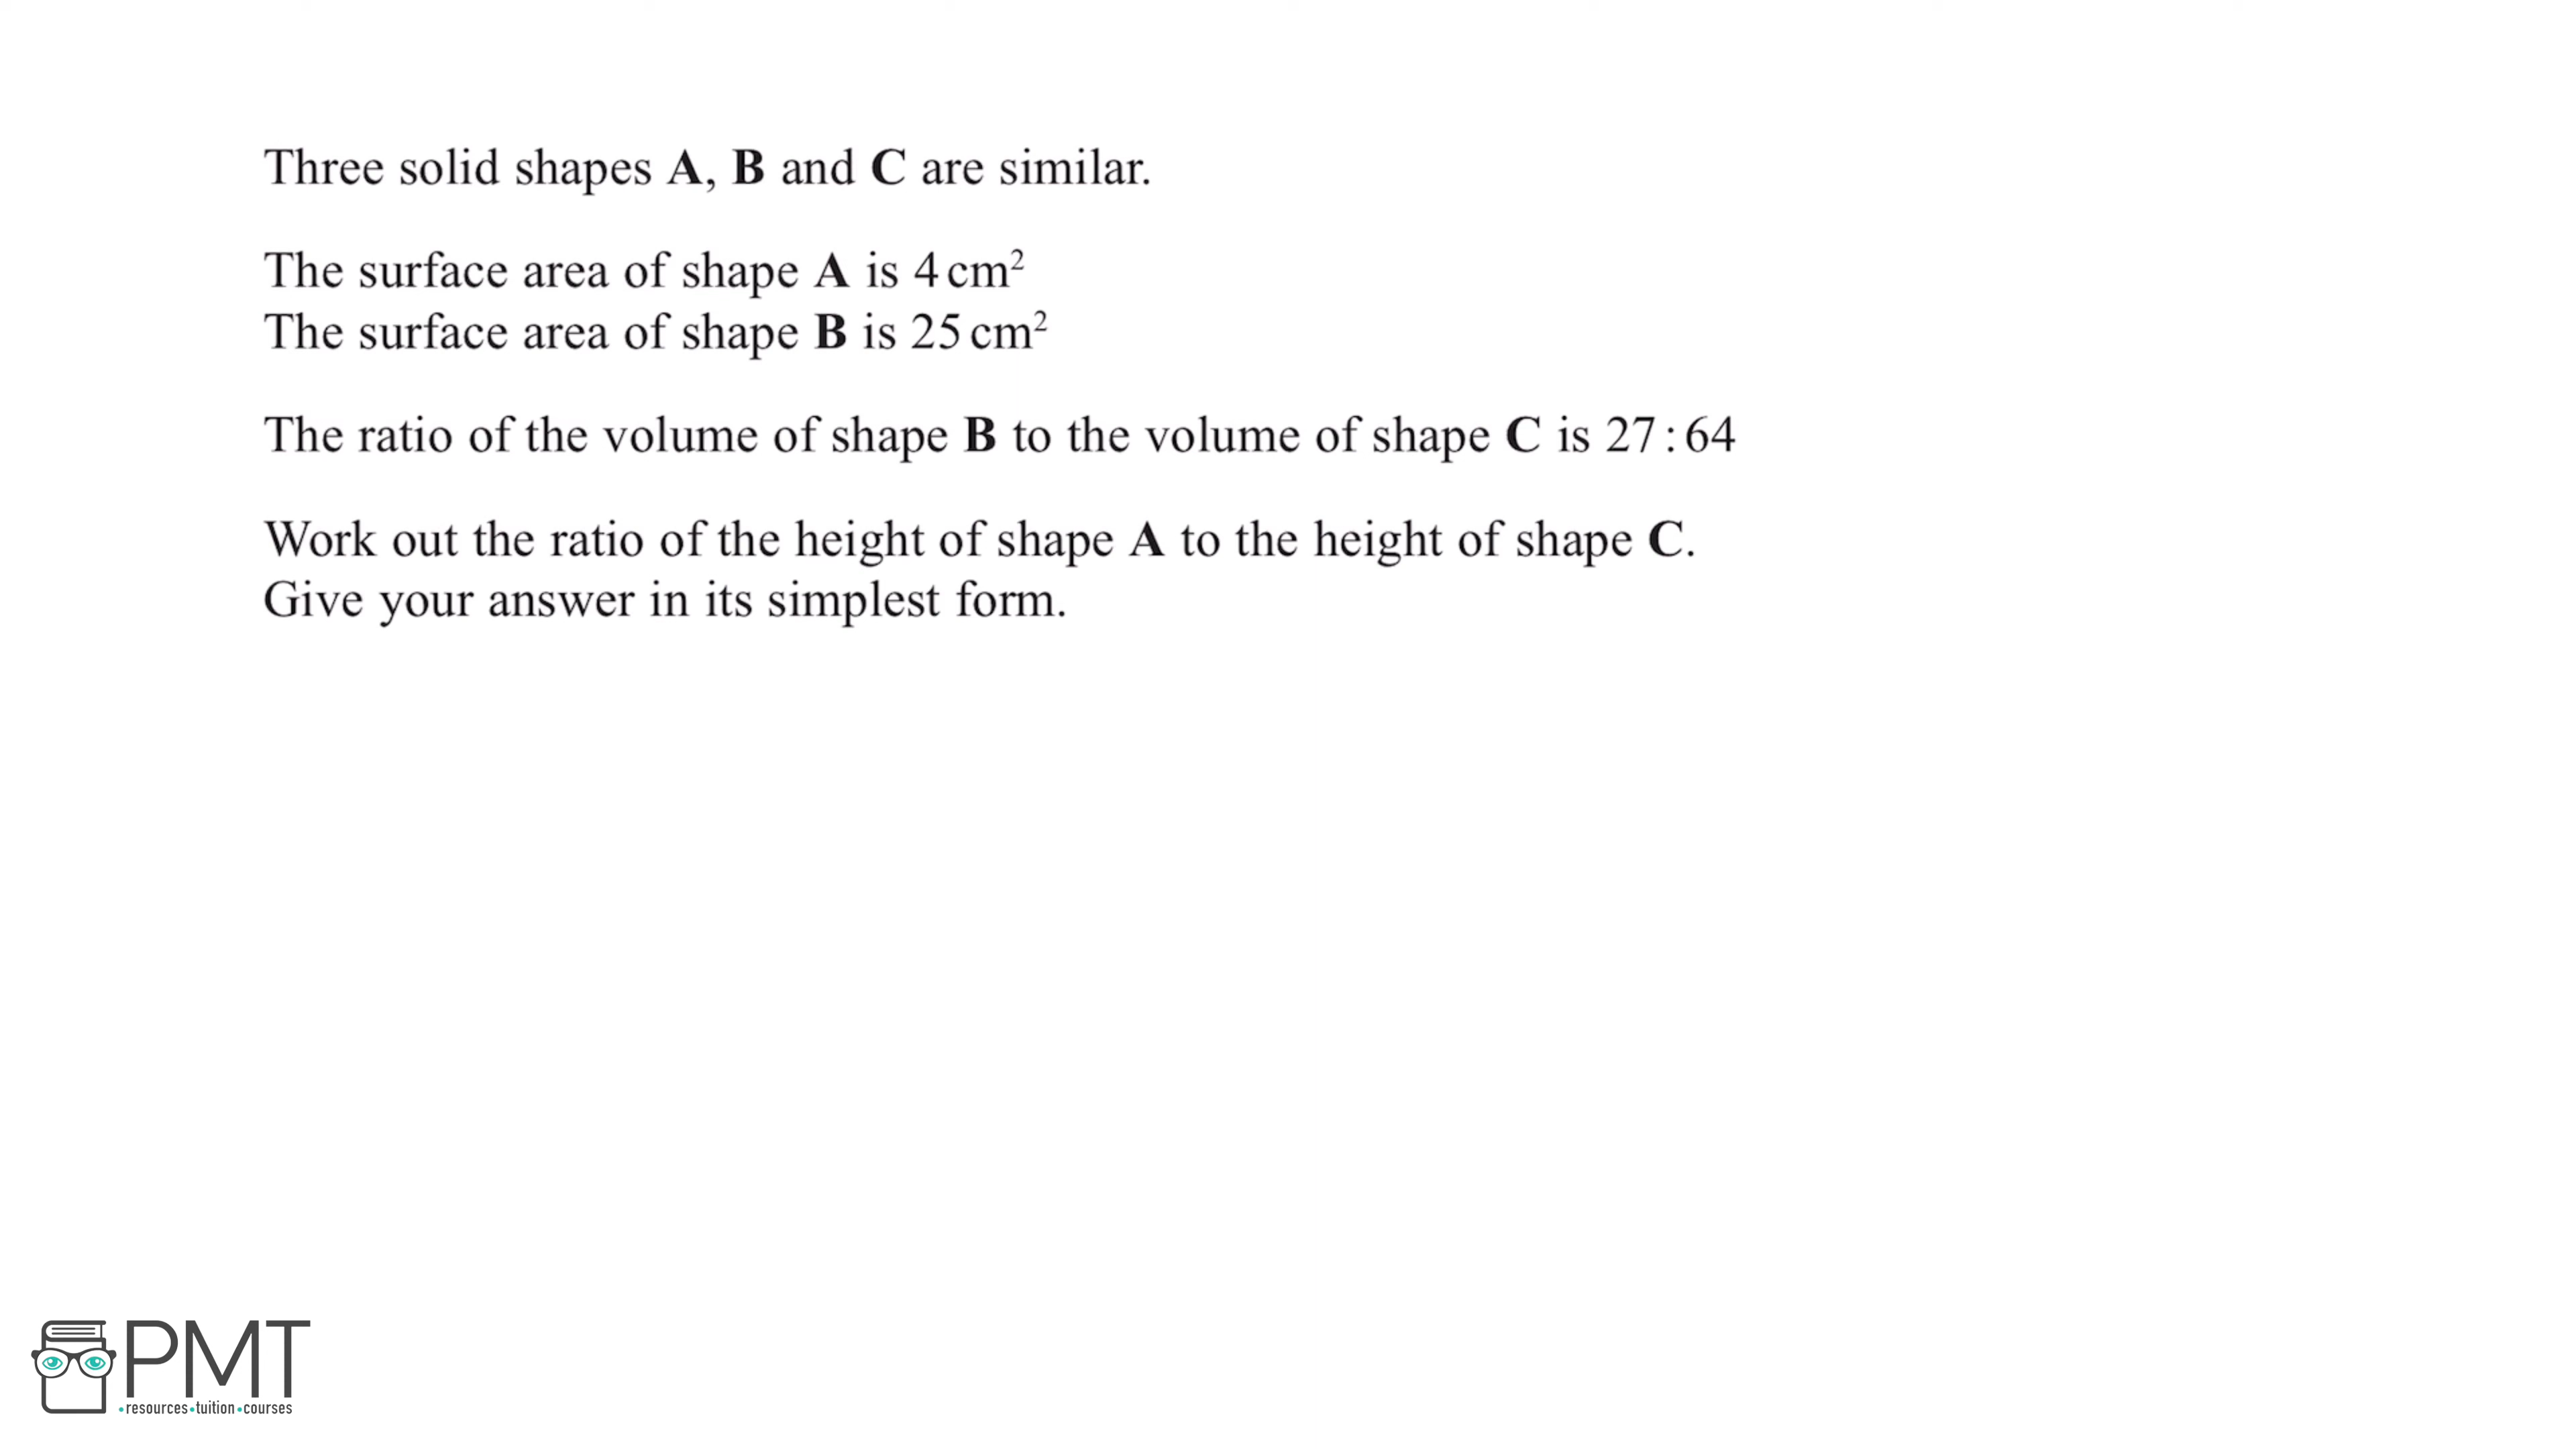 Three solid shapes A, B and C are similar.
The surface area of shape A is 4 cm²
The surface area of shape B is 25 cm²
The ratio of the volume of shape B to the volume of shape C is 27 : 64
Work out the ratio of the height of shape A to the height of shape C.
Give your answer in its simplest form.
PMT
•resources•tuition•courses